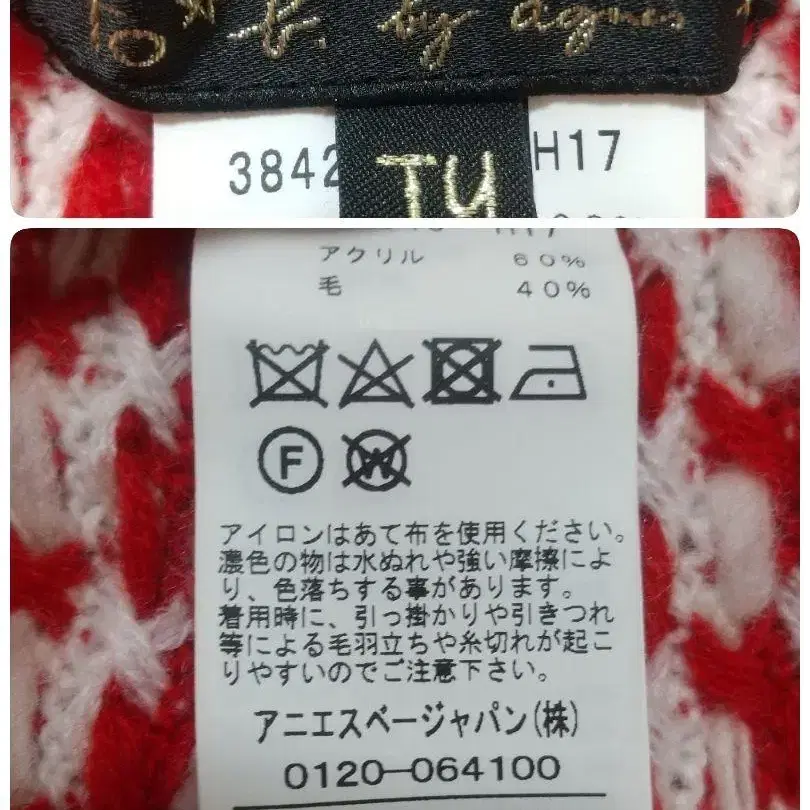 b. by agnes
3842
H17
TU
H17
アクリル 60%
毛 40%
F
W
アイロンはあて布を使用ください。
濃色の物は水ぬれや強い摩擦によ
り、色落ちする事があります。
着用時に、引っ掛かりや引きつれ
等による毛羽立ちや糸切れが起こ
りやすいのでご注意下さい。
アニエスベージャパン(株)
0120-064100